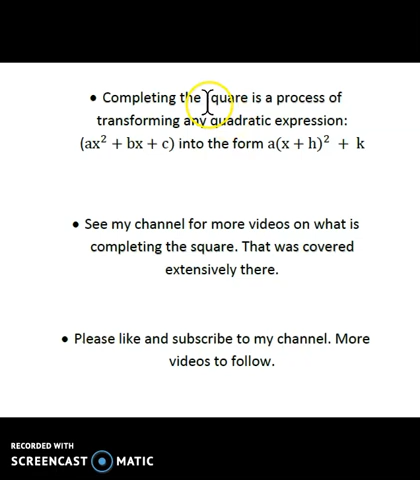 • Completing the square is a process of
transforming any quadratic expression:
(ax² + bx + c) into the form a(x + h)² + k
• See my channel for more videos on what is
completing the square. That was covered
extensively there.
• Please like and subscribe to my channel. More
videos to follow.
RECORDED WITH
SCREENCAST MATIC